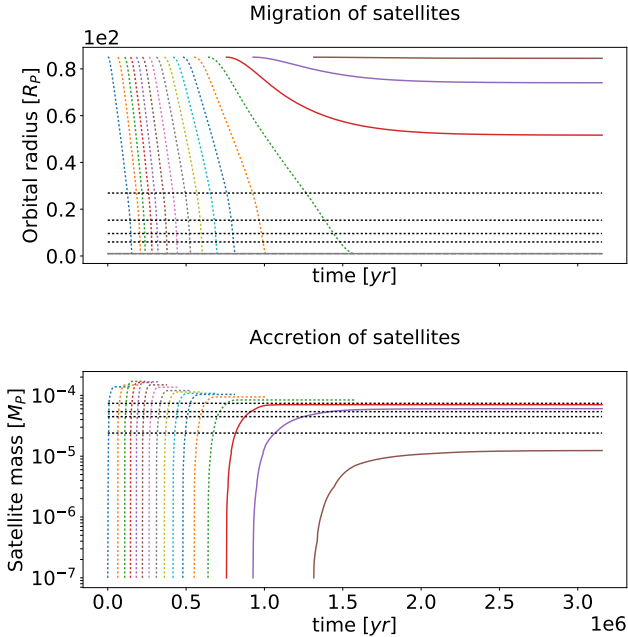 Migration of satellites
1e2
0.8
0.6
0.4
0.2
0.0
Orbital radius [R_P]
time [yr]
Accretion of satellites
10^{-4}
10^{-5}
10^{-6}
10^{-7}
Satellite mass [M_P]
0.0 0.5 1.0 1.5 2.0 2.5 3.0
1e6
time [yr]